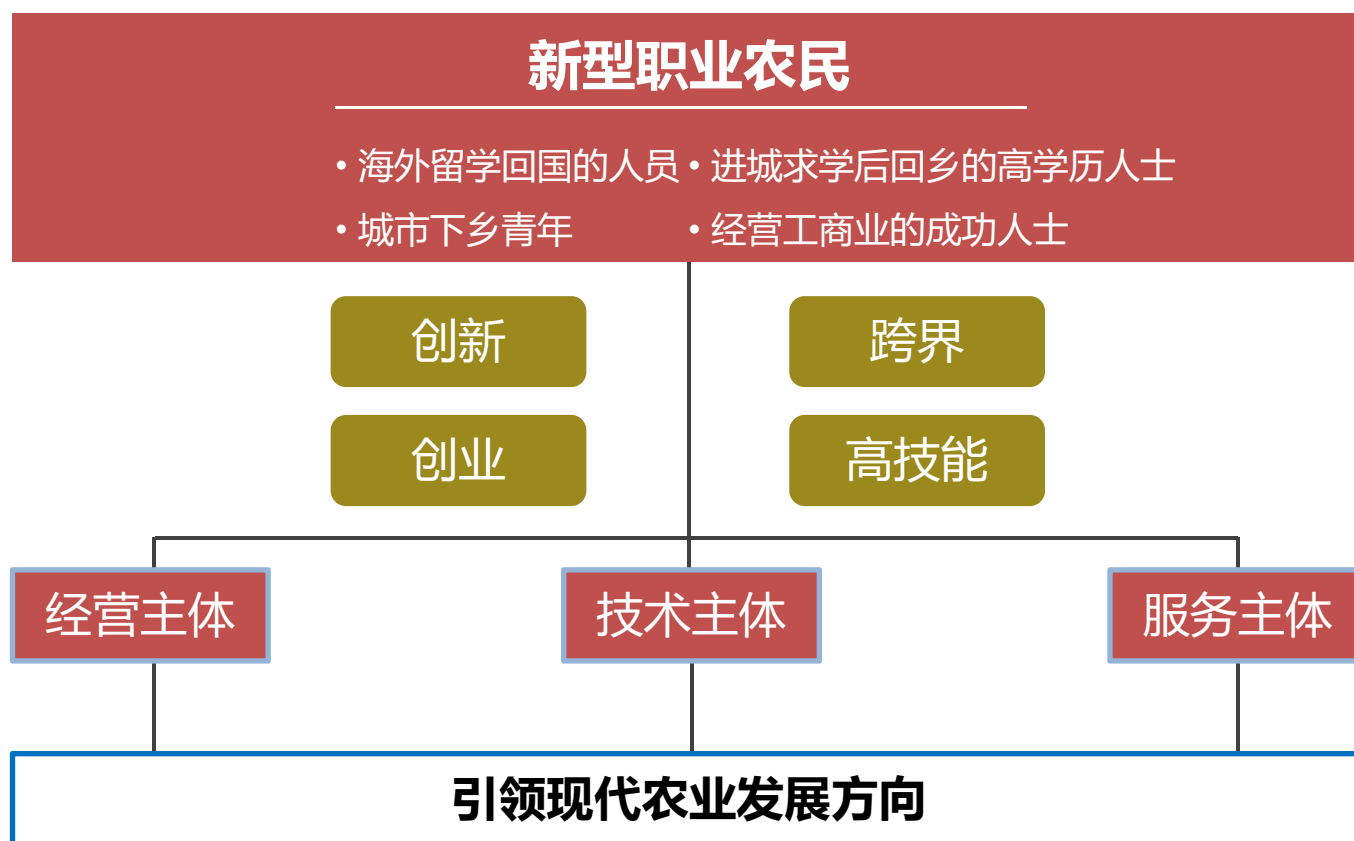 新型职业农民
• 海外留学回国的人员 • 进城求学后回乡的高学历人士
• 城市下乡青年 • 经营工商业的成功人士
创新 跨界
创业 高技能
经营主体 技术主体 服务主体
引领现代农业发展方向